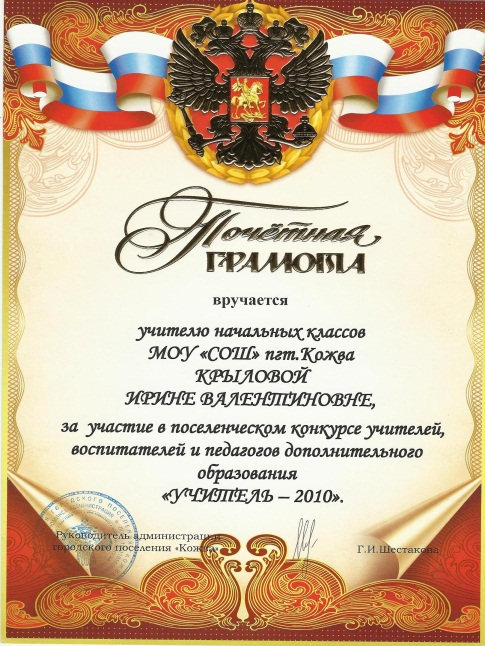 Почётная
ГРАМОТА
вручается
учителю начальных классов
МОУ «СОШ» пгт.Кожва
КРЫЛОВОЙ
ИРИНЕ ВАЛЕНТИНОВНЕ,
за участие в поселенческом конкурсе учителей,
воспитателей и педагогов дополнительного
образования
«УЧИТЕЛЬ – 2010».
Руководитель администрации
городского поселения «Кожва»
Г.И.Шестакова